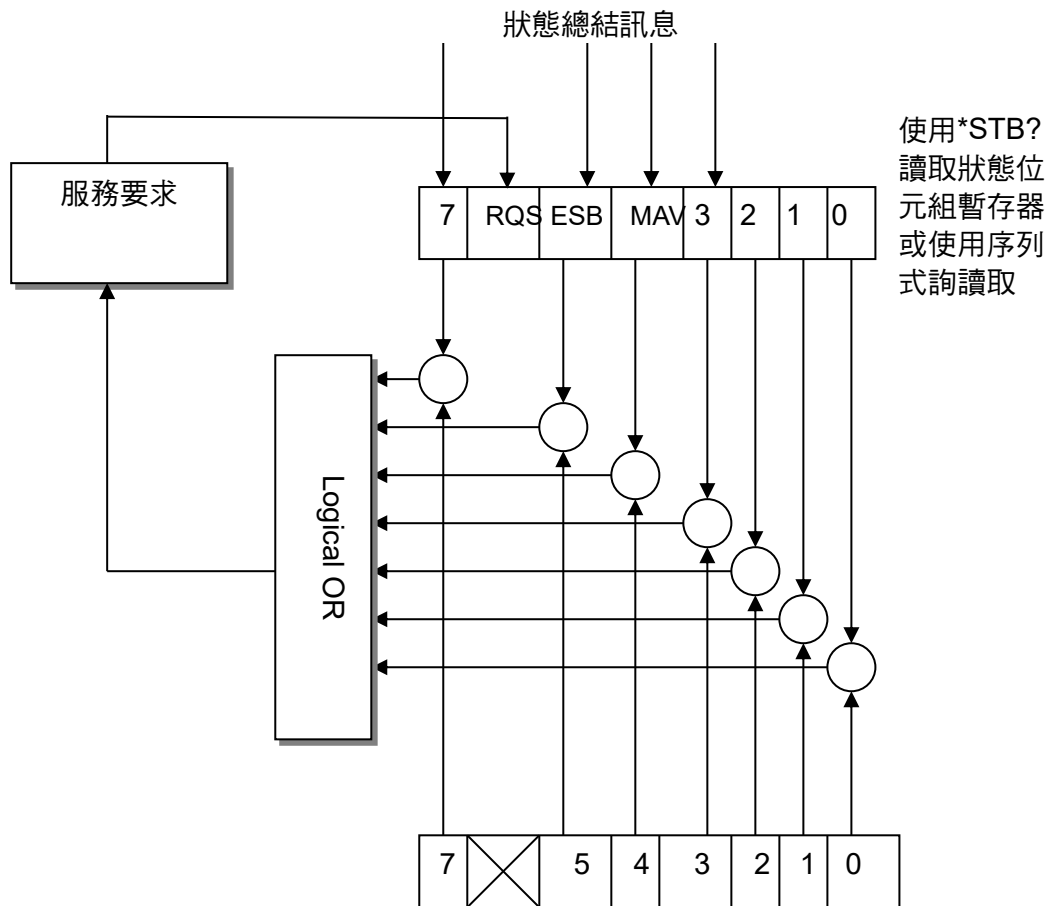 狀態總結訊息
使用*STB?
讀取狀態位
元組暫存器
或使用序列
式詢讀取
服務要求
7 RQS ESB MAV 3 2 1 0
Logical OR
7 5 4 3 2 1 0